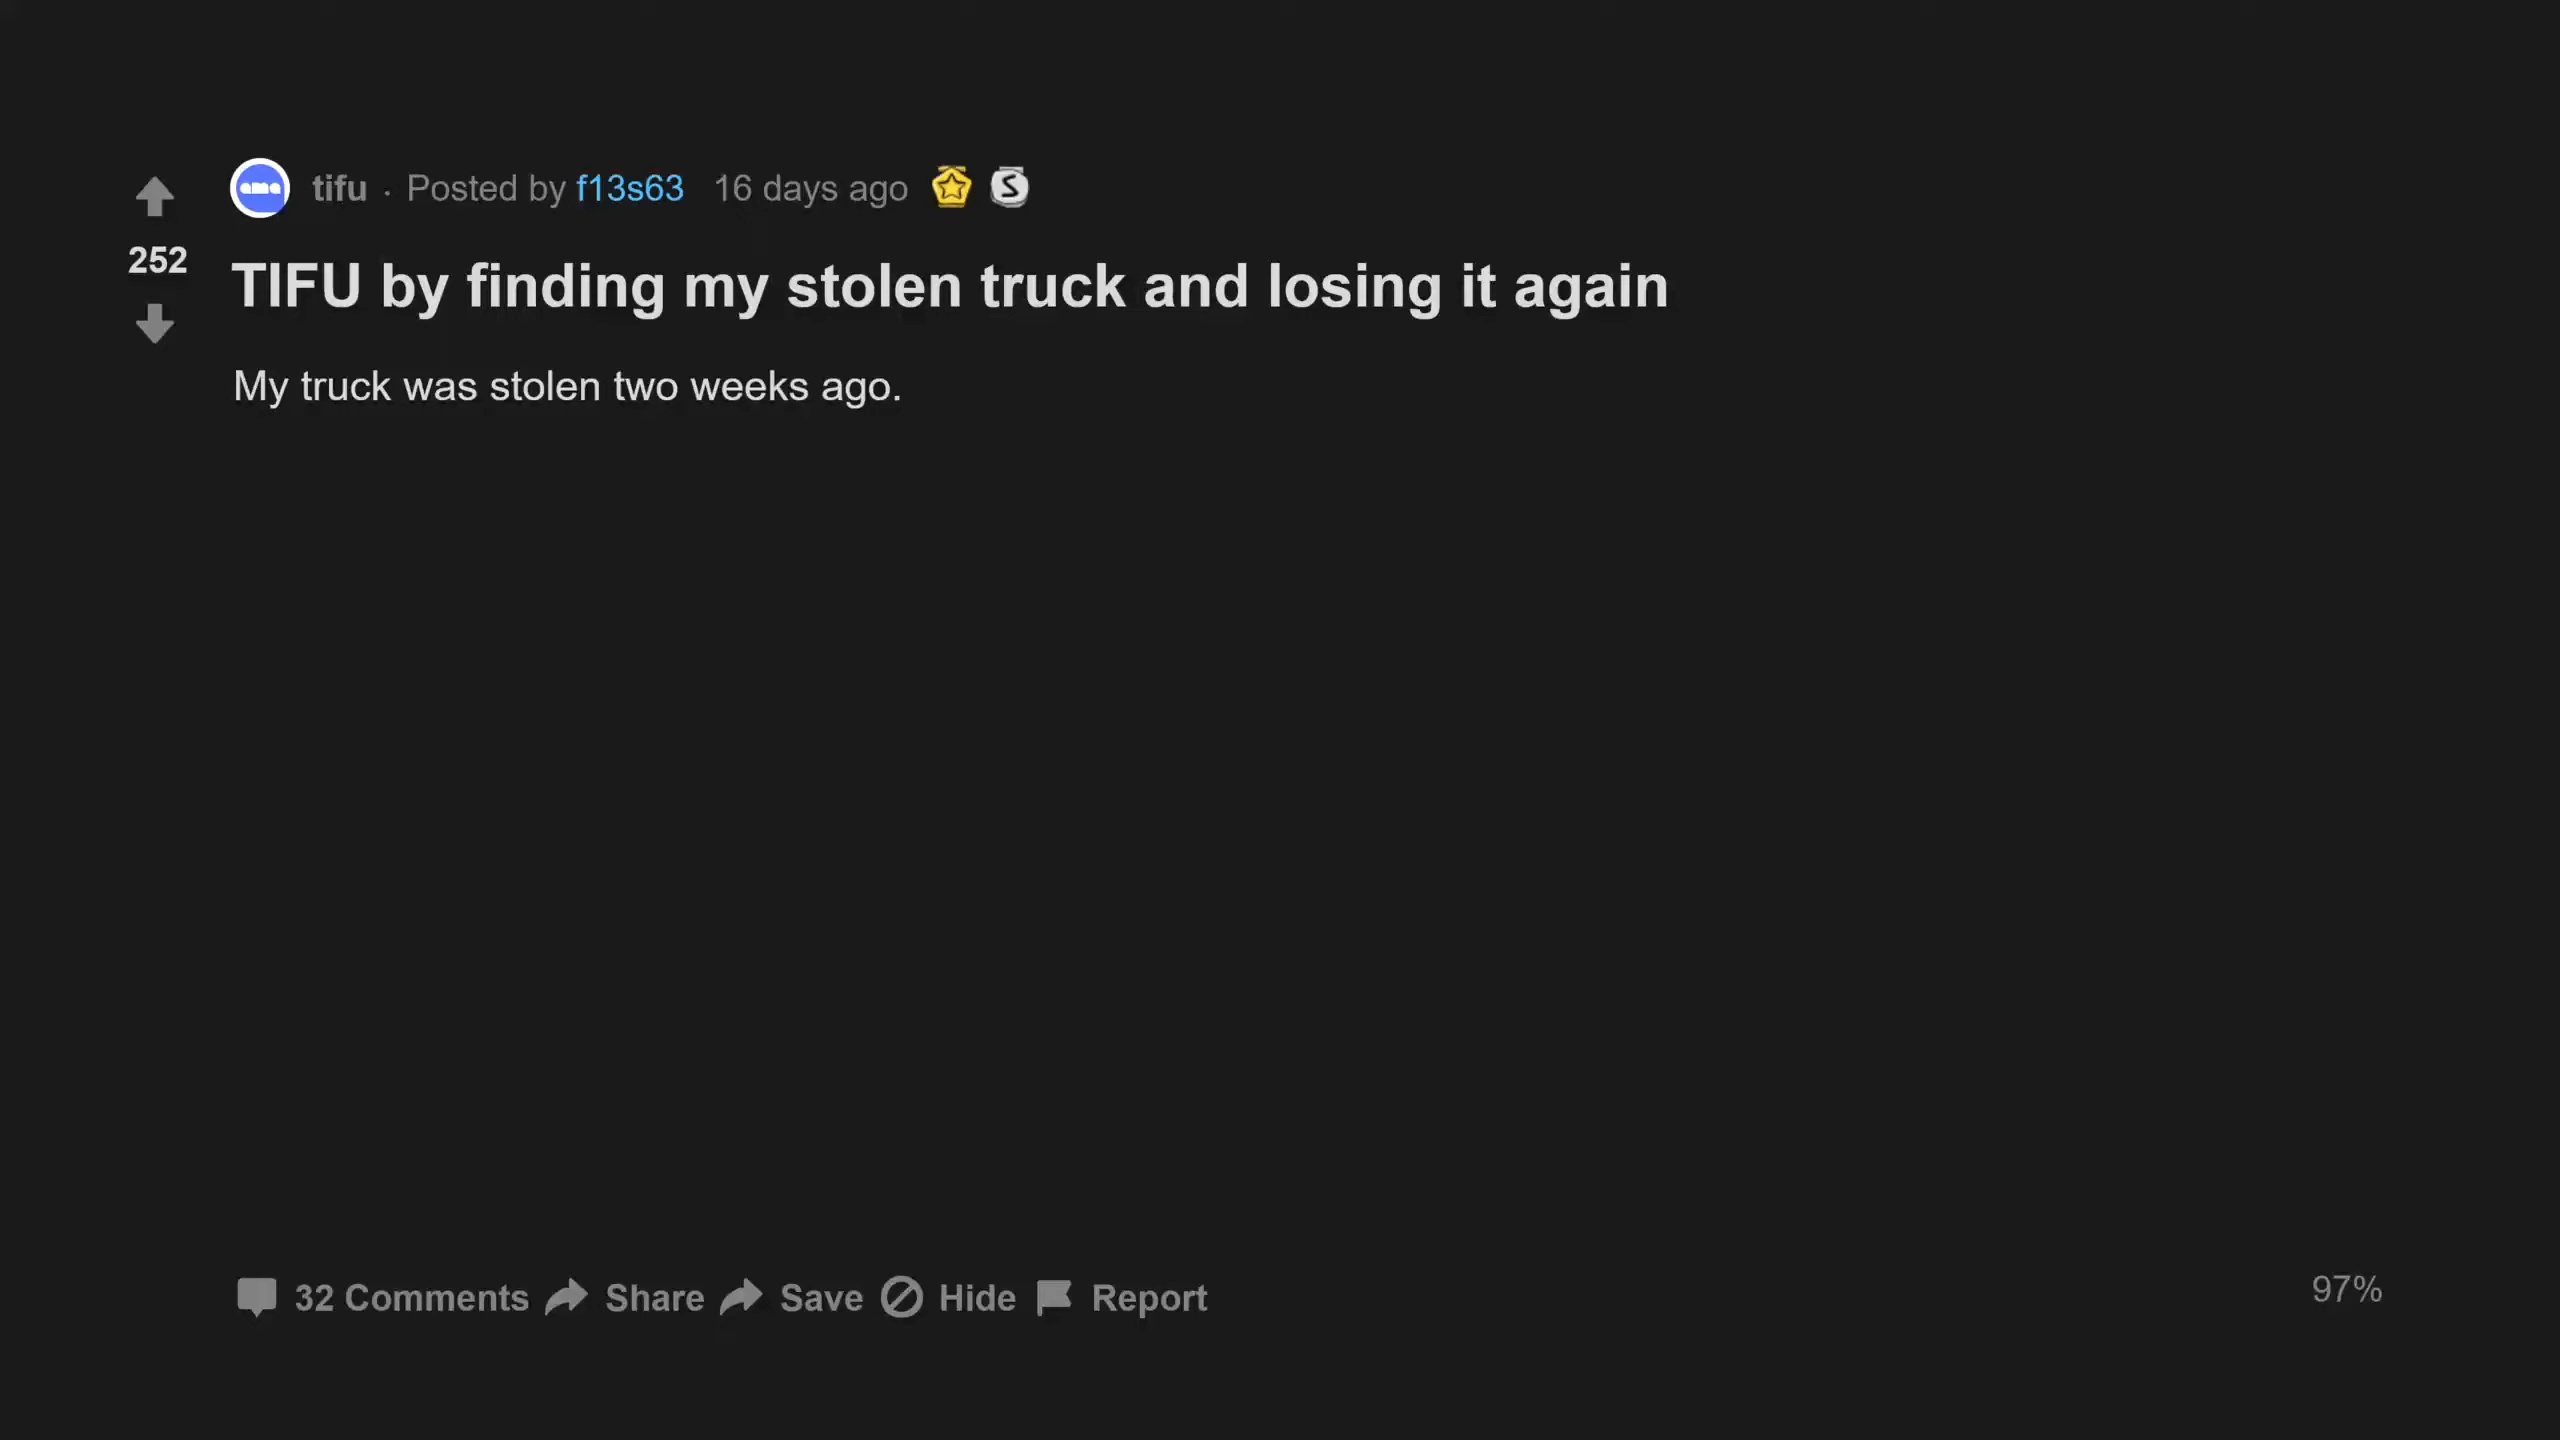 tifu · Posted by f13s63 16 days ago
252
TIFU by finding my stolen truck and losing it again
My truck was stolen two weeks ago.
32 Comments Share Save Hide Report
97%